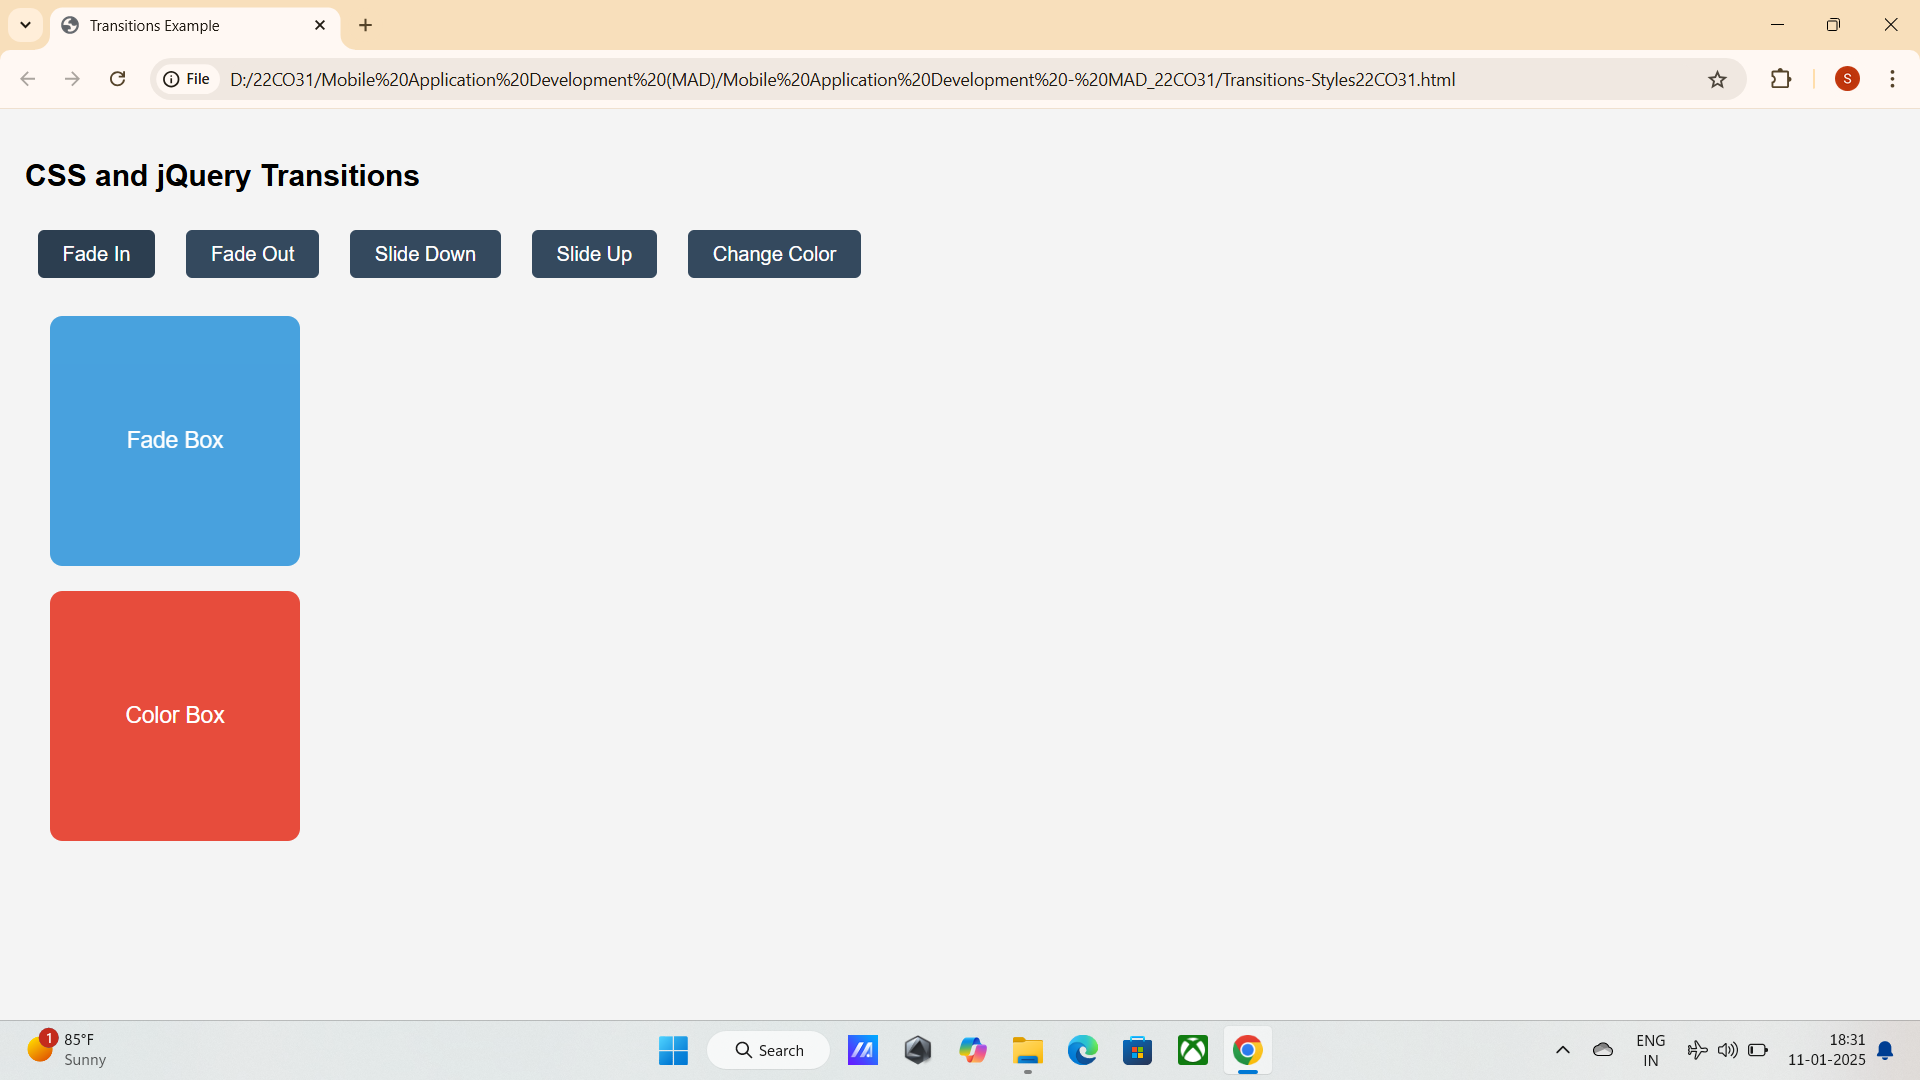 Transitions Example
File
D:/22CO31/Mobile%20Application%20Development%20(MAD)/Mobile%20Application%20Development%20-%20MAD_22CO31/Transitions-Styles22CO31.html
S
CSS and jQuery Transitions
Fade In
Fade Out
Slide Down
Slide Up
Change Color
Fade Box
Color Box
1
85°F
Sunny
Search
ENG
IN
18:31
11-01-2025